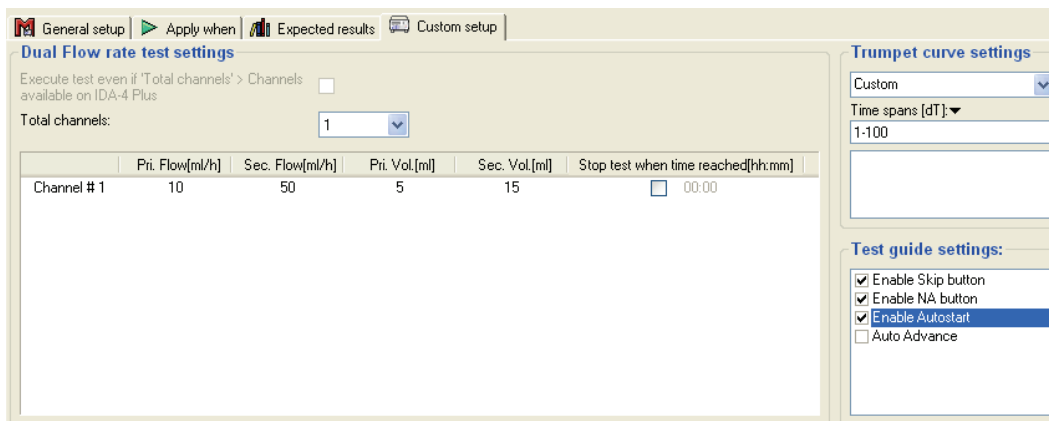 General setup Apply when Expected results Custom setup
Dual Flow rate test settings
Execute test even if 'Total channels' > Channels
available on IDA-4 Plus
Total channels: 1
Pri. Flow[ml/h] Sec. Flow[ml/h] Pri. Vol.[ml] Sec. Vol.[ml] Stop test when time reached[hh:mm]
Channel # 1 10 50 5 15 00:00
Trumpet curve settings
Custom
Time spans [dT]:
1-100
Test guide settings:
Enable Skip button
Enable NA button
Enable Autostart
Auto Advance